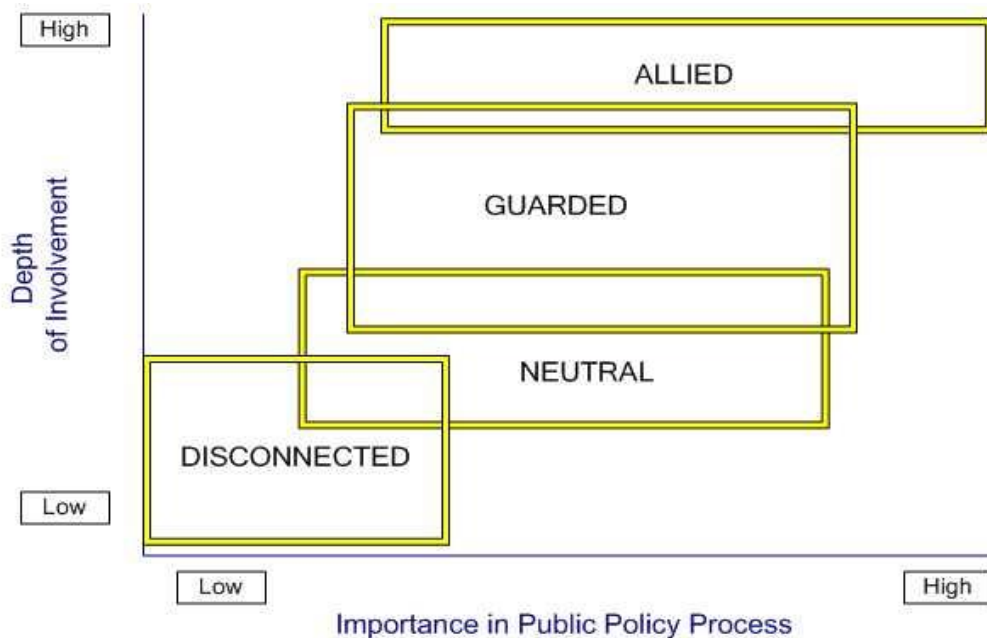 High
ALLIED
GUARDED
Depth
of Involvement
NEUTRAL
DISCONNECTED
Low
Low
High
Importance in Public Policy Process